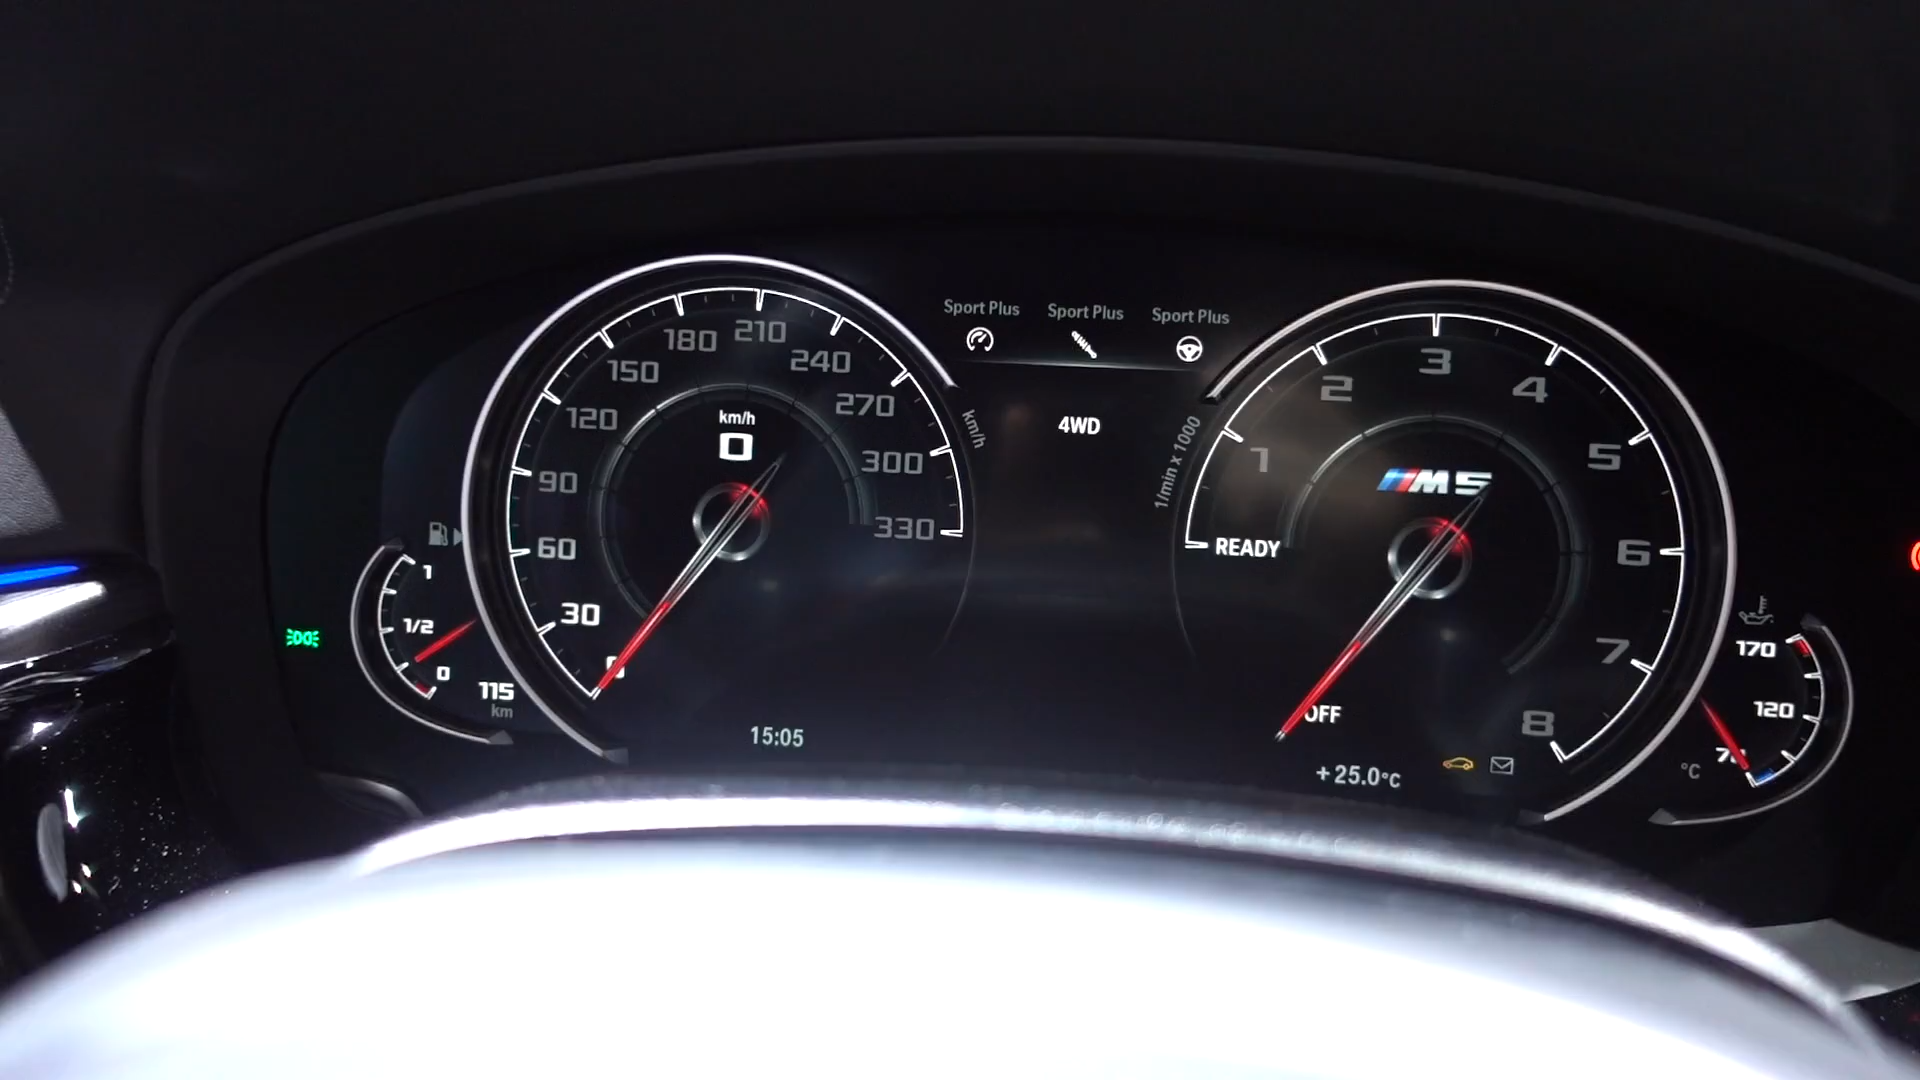 Sport Plus
Sport Plus
Sport Plus
210
180
240
150
270
120
300
90
330
60
30
km/h
0
km/h
4WD
1/min x 1000
1
2
3
4
5
6
7
8
M5
READY
OFF
1
1/2
0
115
km
15:05
+25.0°C
170
120
°C